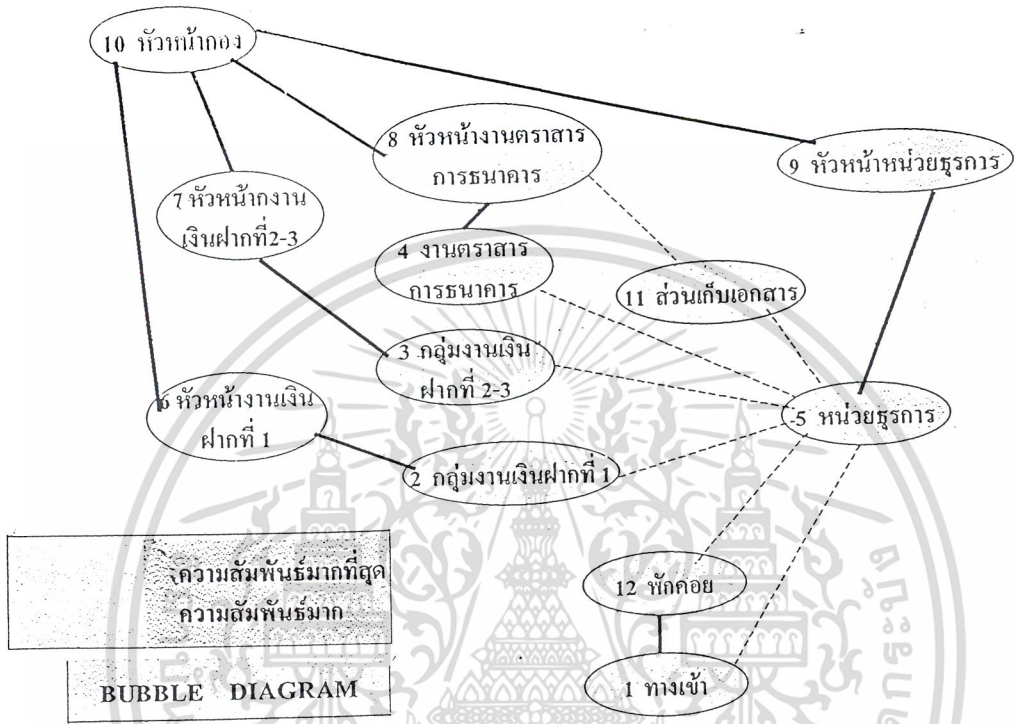 10 หัวหน้ากอง
8 หัวหน้างานตราสาร
การธนาคาร
9 หัวหน้าหน่วยธุรการ
7 หัวหน้ากงาน
เงินฝากที่2-3
4 งานตราสาร
การธนาคาร
11 ส่วนเก็บเอกสาร
3 กลุ่มงานเงิน
ฝากที่ 2-3
6 หัวหน้างานเงิน
ฝากที่ 1
5 หน่วยธุรการ
2 กลุ่มงานเงินฝากที่ 1
ความสัมพันธ์มากที่สุด
ความสัมพันธ์มาก
12 พักคอย
BUBBLE DIAGRAM
1 ทางเข้า